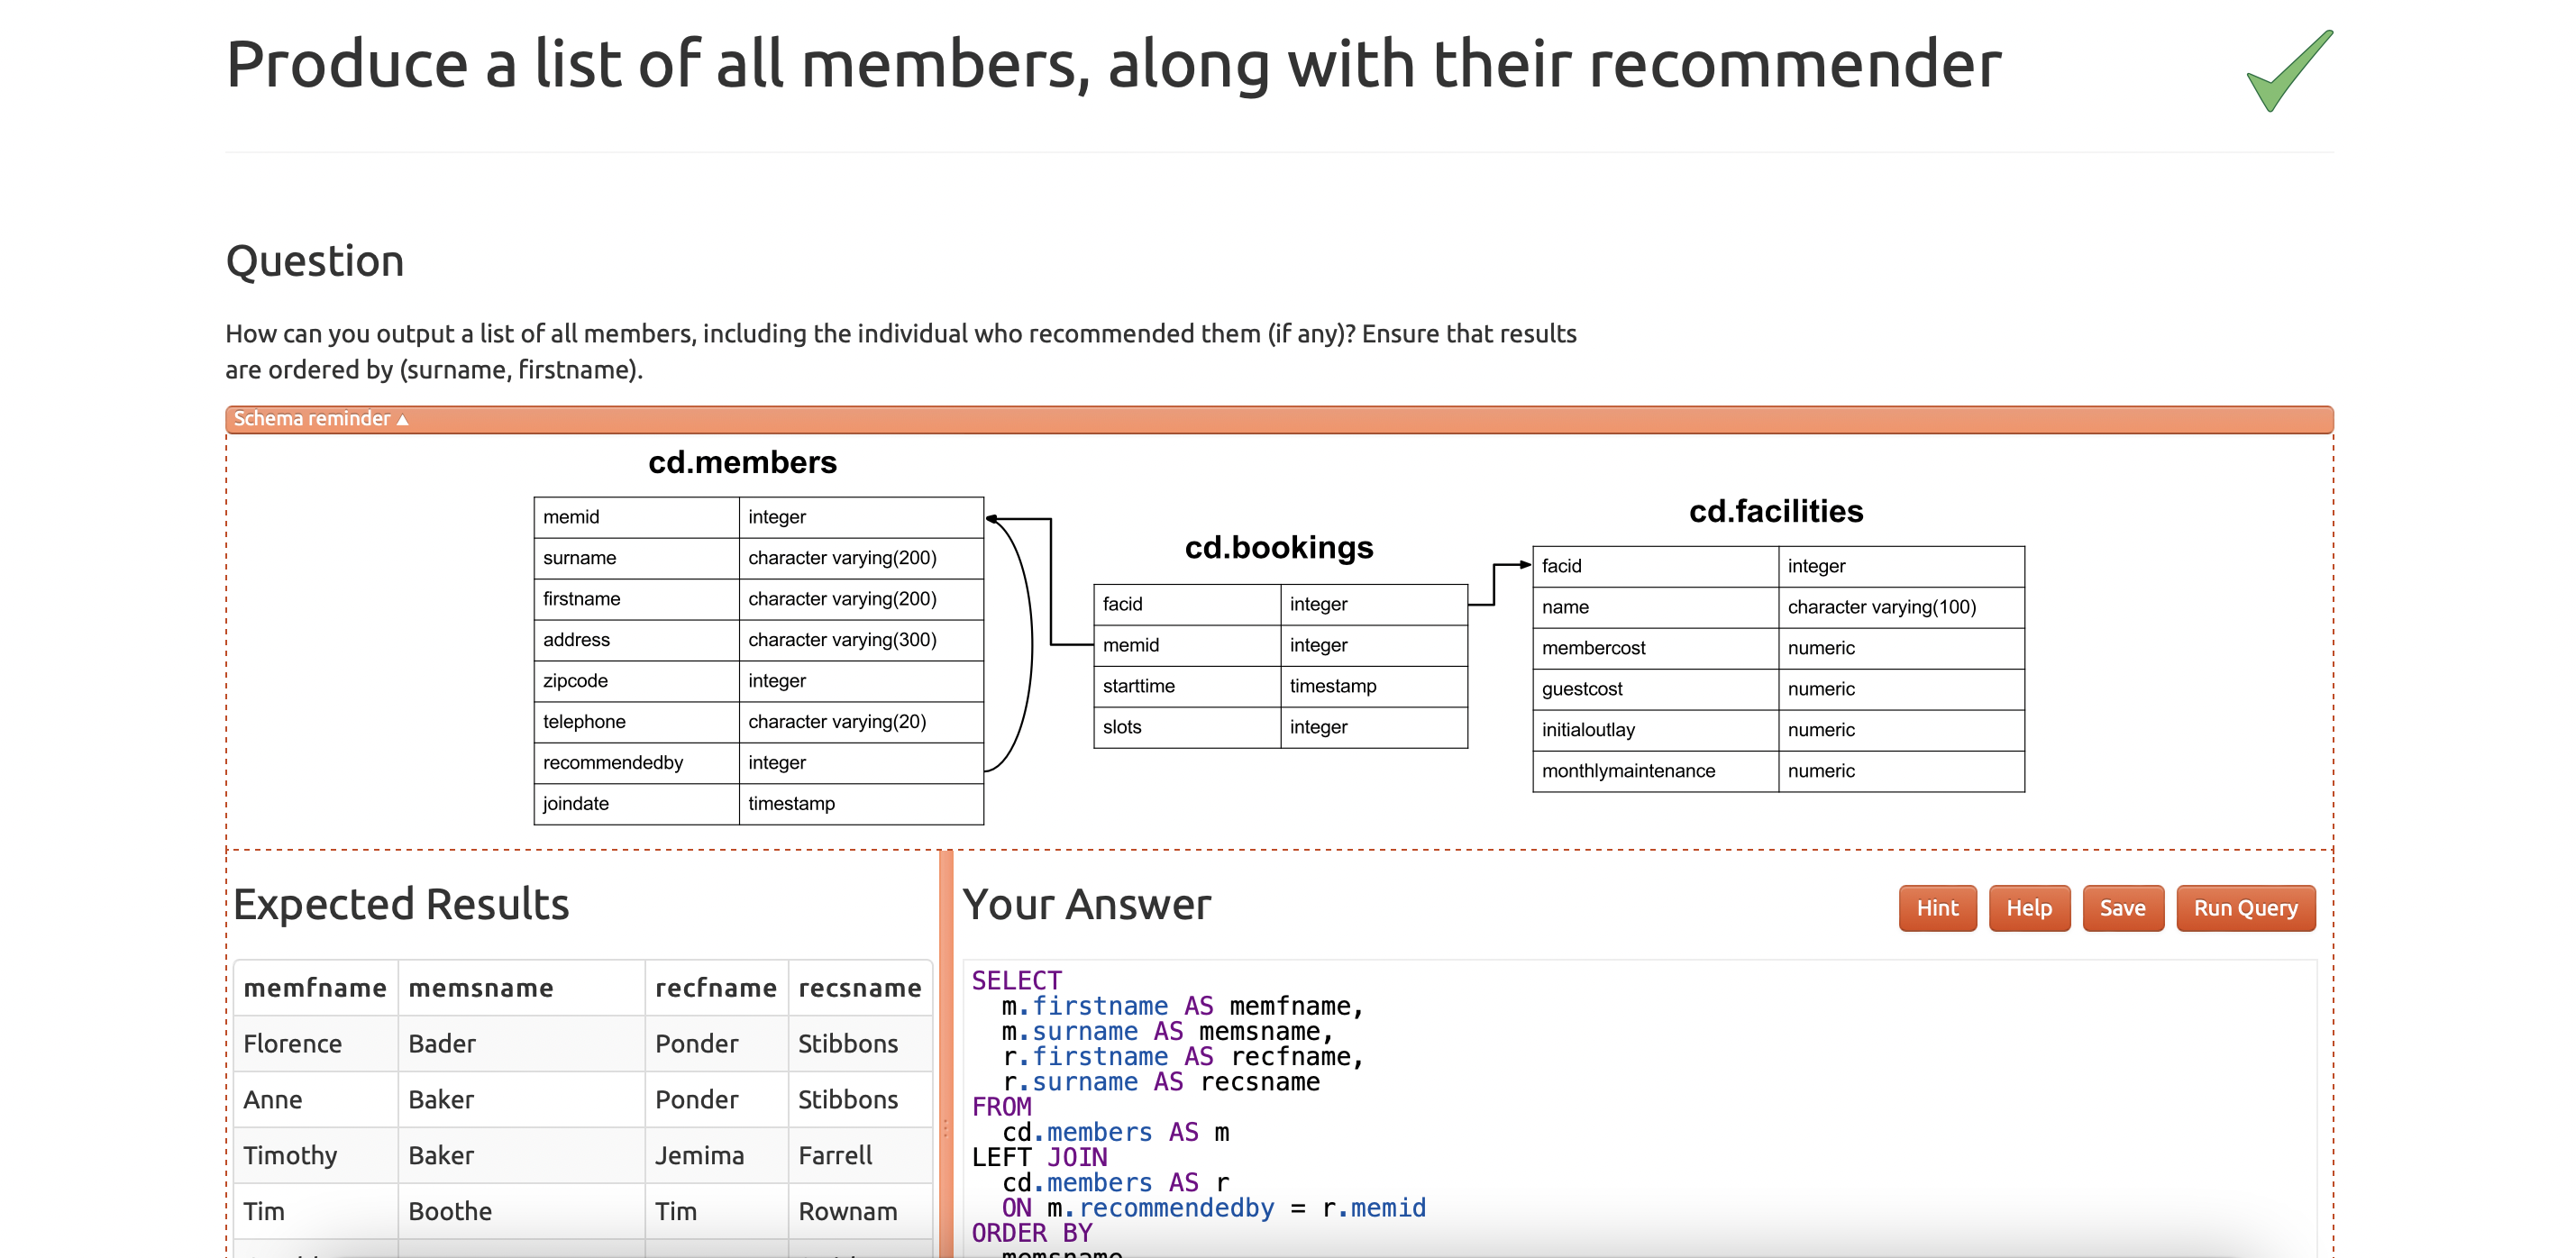 Produce a list of all members, along with their recommender
Question
How can you output a list of all members, including the individual who recommended them (if any)? Ensure that results
are ordered by (surname, firstname).
Schema reminder ▲
cd.members
memid integer
surname character varying(200)
firstname character varying(200)
address character varying(300)
zipcode integer
telephone character varying(20)
recommendedby integer
joindate timestamp
cd.bookings
facid integer
memid integer
starttime timestamp
slots integer
cd.facilities
facid integer
name character varying(100)
membercost numeric
guestcost numeric
initialoutlay numeric
monthlymaintenance numeric
Expected Results
memfname memsname recfname recsname
Florence Bader Ponder Stibbons
Anne Baker Ponder Stibbons
Timothy Baker Jemima Farrell
Tim Boothe Tim Rownam
Your Answer
Hint Help Save Run Query
SELECT
m.firstname AS memfname,
m.surname AS memsname,
r.firstname AS recfname,
r.surname AS recsname
FROM
cd.members AS m
LEFT JOIN
cd.members AS r
ON m.recommendedby = r.memid
ORDER BY
memsname